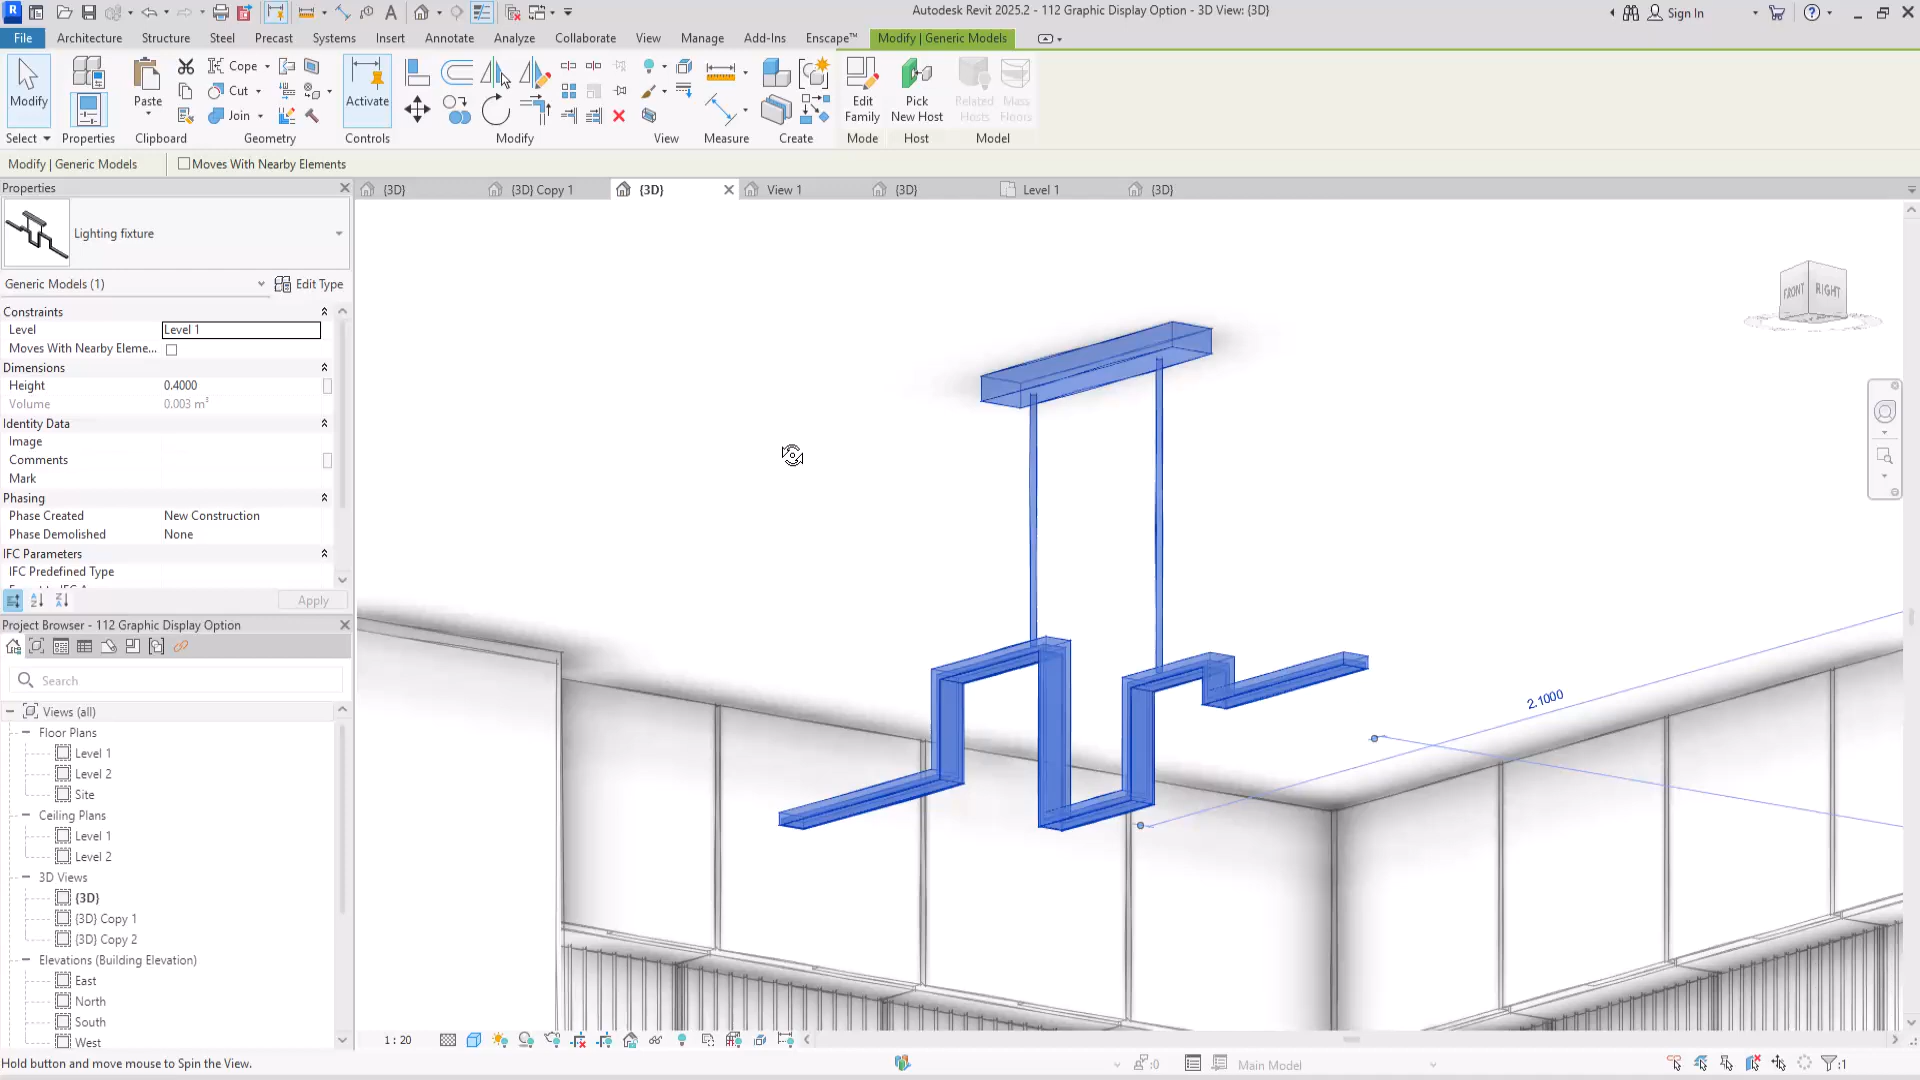 Autodesk Revit 2025.2 - 112 Graphic Display Option - 3D View: {3D}
Sign In
File
Architecture
Structure
Steel
Precast
Systems
Insert
Annotate
Analyze
Collaborate
View
Manage
Add-Ins
Enscape™
Modify | Generic Models
Modify
Paste
Cope
Cut
Join
Activate
Edit
Family
Pick
New Host
Related
Hosts
Mass
Floors
Select
Properties
Clipboard
Geometry
Controls
Modify
View
Measure
Create
Mode
Host
Model
Modify | Generic Models
Moves With Nearby Elements
Properties
{3D}
{3D} Copy 1
{3D}
View 1
{3D}
Level 1
{3D}
Lighting fixture
Generic Models (1)
Edit Type
Constraints
Level
Level 1
Moves With Nearby Eleme...
Dimensions
Height
0.4000
Volume
0.003 m³
Identity Data
Image
Comments
Mark
Phasing
Phase Created
New Construction
Phase Demolished
None
IFC Parameters
IFC Predefined Type
Apply
FRONT
RIGHT
2.1000
Project Browser - 112 Graphic Display Option
Search
Views (all)
Floor Plans
Level 1
Level 2
Site
Ceiling Plans
Level 1
Level 2
3D Views
{3D}
{3D} Copy 1
{3D} Copy 2
Elevations (Building Elevation)
East
North
South
West
1 : 20
Hold button and move mouse to Spin the View.
:0
Main Model
:1